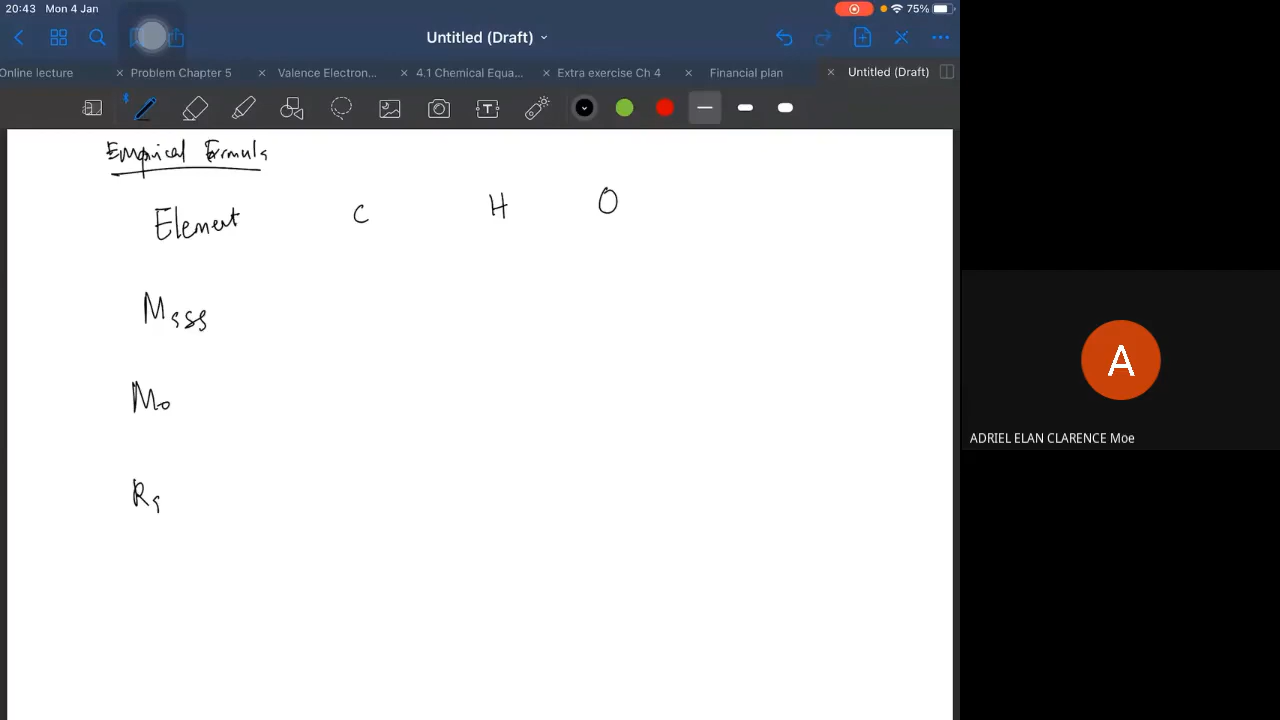 20:43 Mon 4 Jan
75%
Untitled (Draft)
Online lecture
Problem Chapter 5
Valence Electron...
4.1 Chemical Equa...
Extra exercise Ch 4
Financial plan
Untitled (Draft)
T
Empirical Formula
Element C H O
Mass
Mo
Ra
A
ADRIEL ELAN CLARENCE Moe